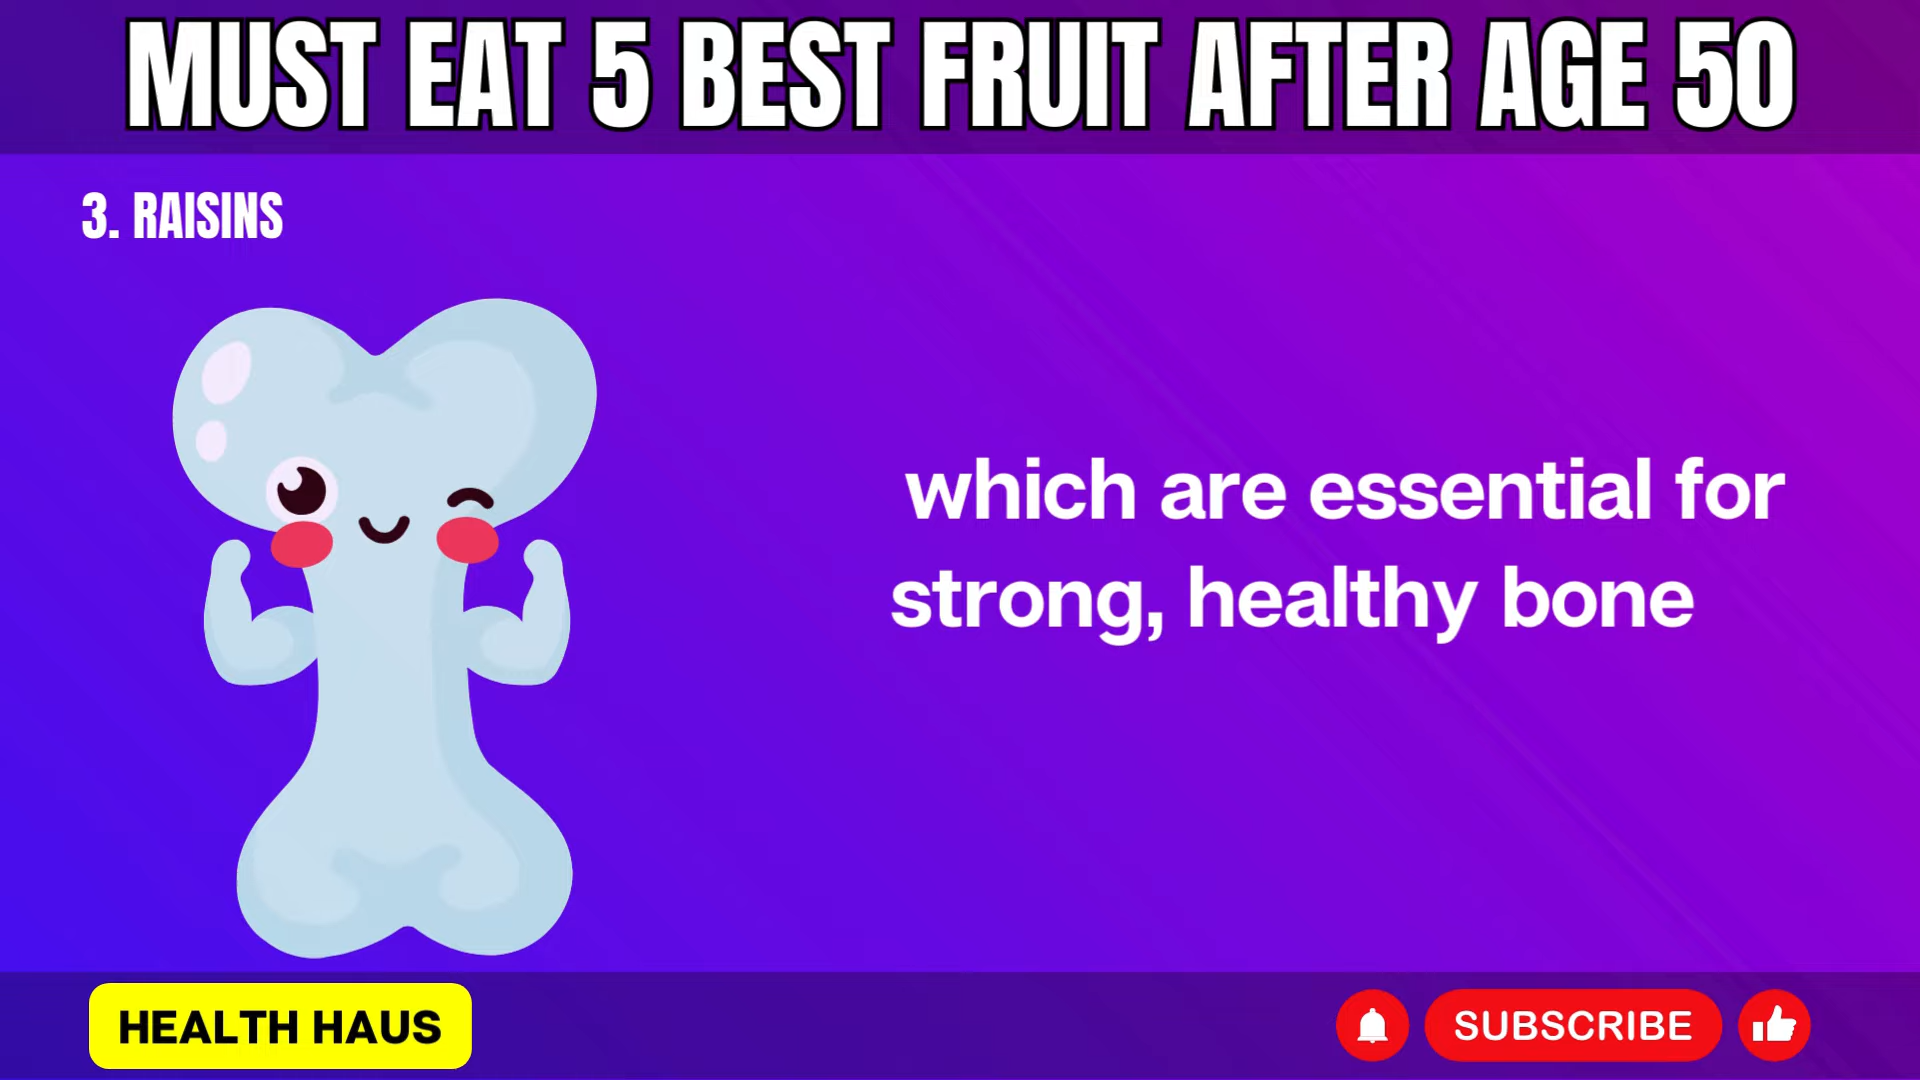 MUST EAT 5 BEST FRUIT AFTER AGE 50
3. RAISINS
which are essential for
strong, healthy bone
HEALTH HAUS
SUBSCRIBE